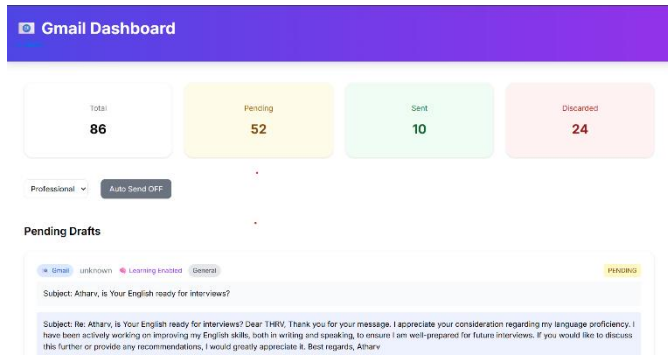 Gmail Dashboard
Total
86
Pending
52
Sent
10
Discarded
24
Professional
Auto Send OFF
Pending Drafts
Gmail unknown Learning Enabled General PENDING
Subject: Atharv, is Your English ready for interviews?
Subject: Re: Atharv, is Your English ready for interviews? Dear THRV, Thank you for your message. I appreciate your consideration regarding my language proficiency. I
have been actively working on improving my English skills, both in writing and speaking, to ensure I am well-prepared for future interviews. If you would like to discuss
this further or provide any recommendations, I would greatly appreciate it. Best regards, Atharv